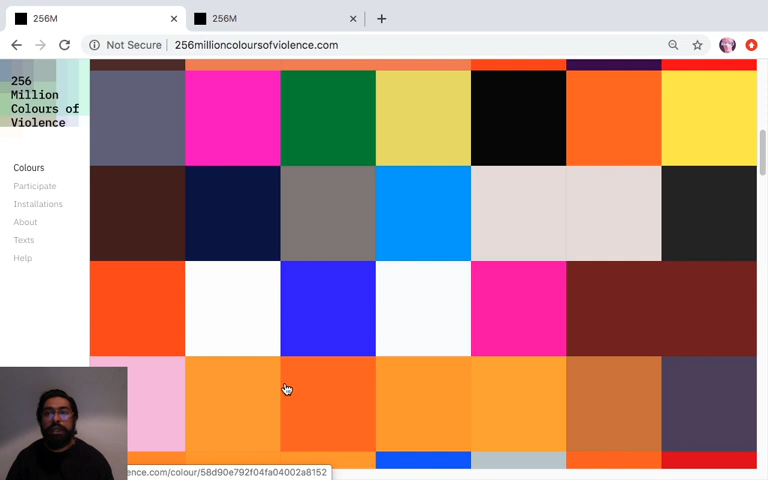 256M
256M
Not Secure
256millioncoloursofviolence.com
256
Million
Colours of
Violence
Colours
Participate
Installations
About
Texts
Help
ence.com/colour/58d90e792f04fa04002a8152